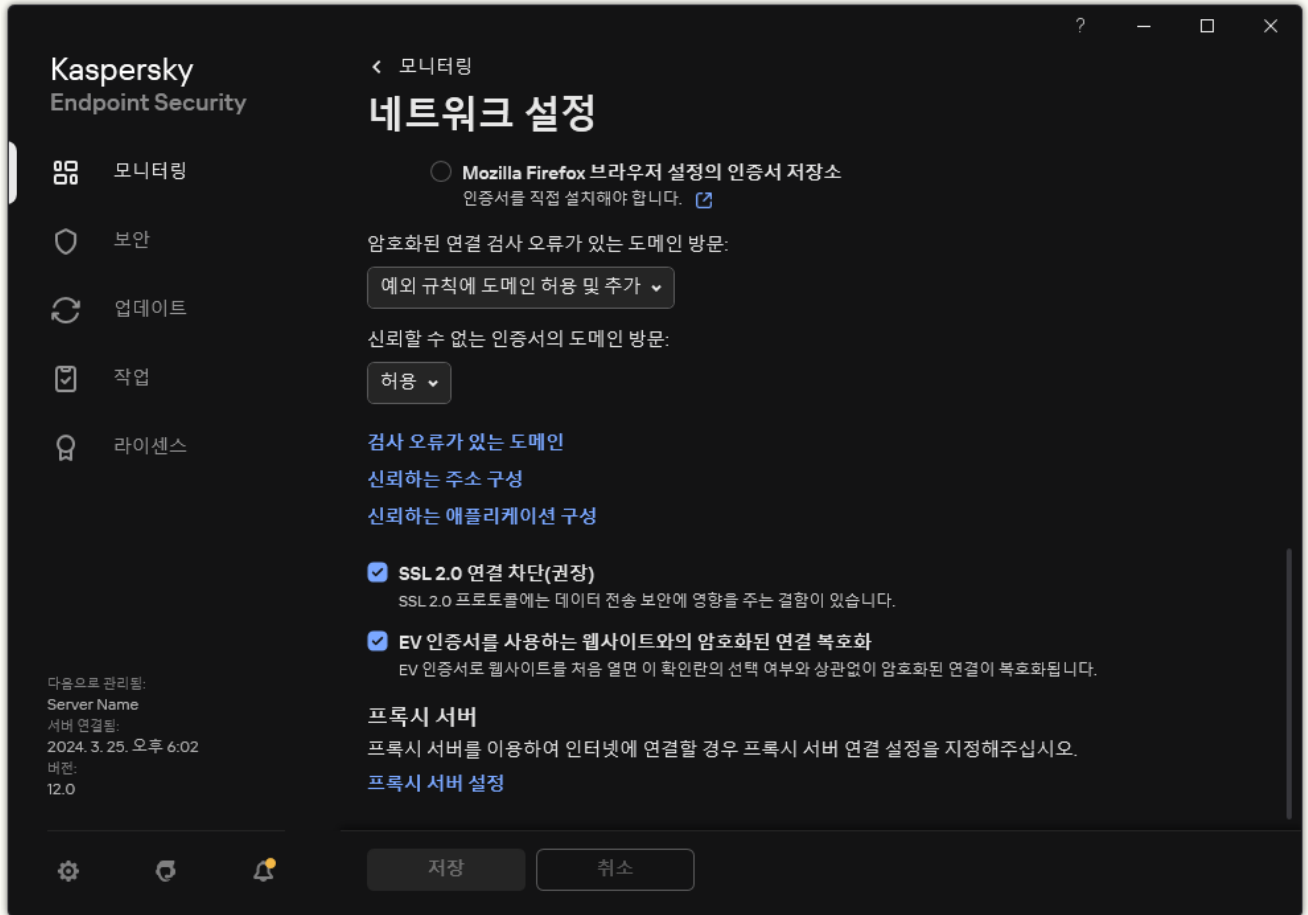 Kaspersky
Endpoint Security
모니터링
보안
업데이트
작업
라이센스
다음으로 관리됨:
Server Name
서버 연결됨:
2024. 3. 25. 오후 6:02
버전:
12.0
?
모니터링
네트워크 설정
Mozilla Firefox 브라우저 설정의 인증서 저장소
인증서를 직접 설치해야 합니다.
암호화된 연결 검사 오류가 있는 도메인 방문:
예외 규칙에 도메인 허용 및 추가
신뢰할 수 없는 인증서의 도메인 방문:
허용
검사 오류가 있는 도메인
신뢰하는 주소 구성
신뢰하는 애플리케이션 구성
SSL 2.0 연결 차단(권장)
SSL 2.0 프로토콜에는 데이터 전송 보안에 영향을 주는 결함이 있습니다.
EV 인증서를 사용하는 웹사이트와의 암호화된 연결 복호화
EV 인증서로 웹사이트를 처음 열면 이 확인란의 선택 여부와 상관없이 암호화된 연결이 복호화됩니다.
프록시 서버
프록시 서버를 이용하여 인터넷에 연결할 경우 프록시 서버 연결 설정을 지정해주십시오.
프록시 서버 설정
저장
취소